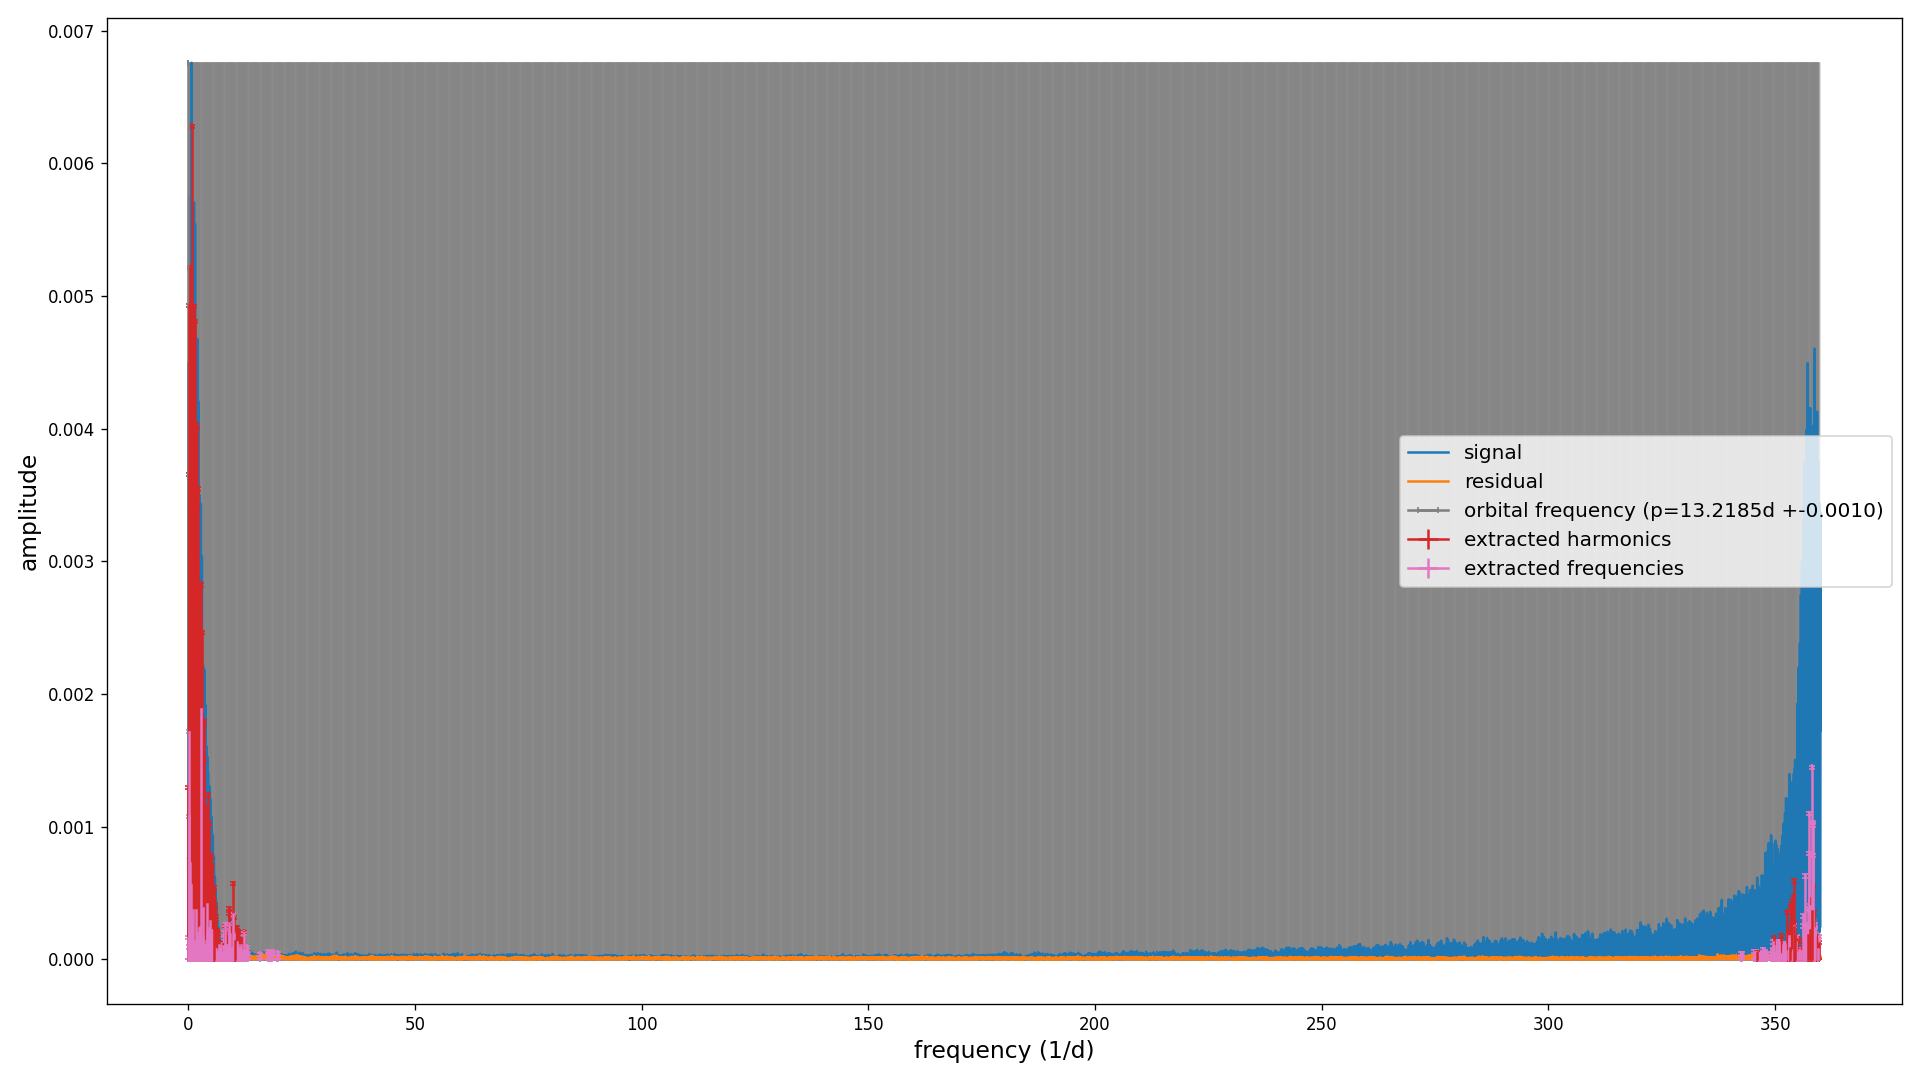 0.007
0.006
0.005
0.004
0.003
0.002
0.001
0.000
amplitude
signal
residual
orbital frequency (p=13.2185d +-0.0010)
extracted harmonics
extracted frequencies
0 50 100 150 200 250 300 350
frequency (1/d)